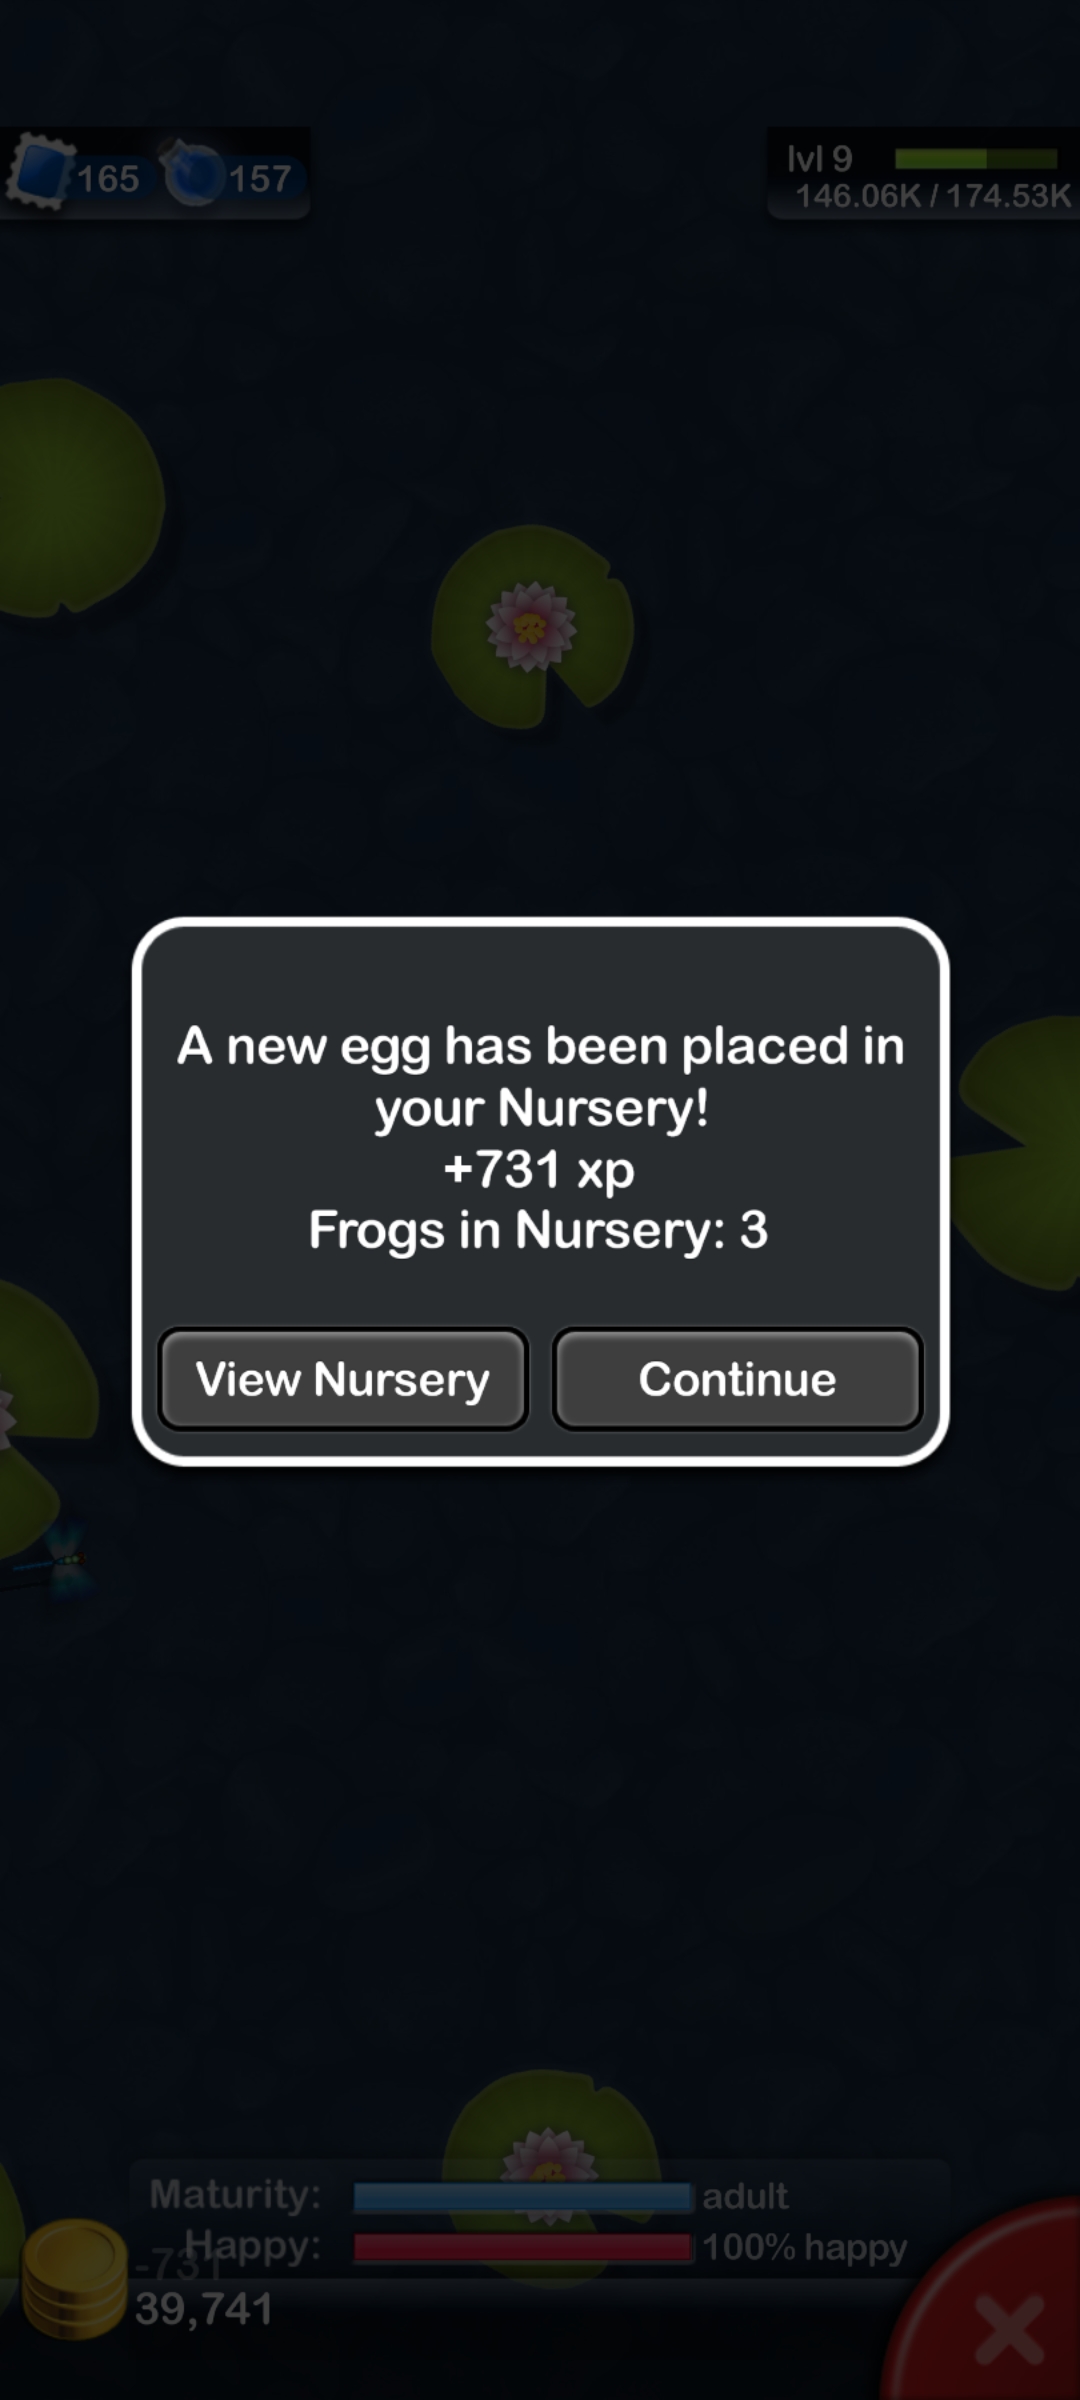 165 157
lvl 9
146.06K / 174.53K
A new egg has been placed in
your Nursery!
+731 xp
Frogs in Nursery: 3
View Nursery Continue
Maturity: adult
Happy: 100% happy
-731
39,741